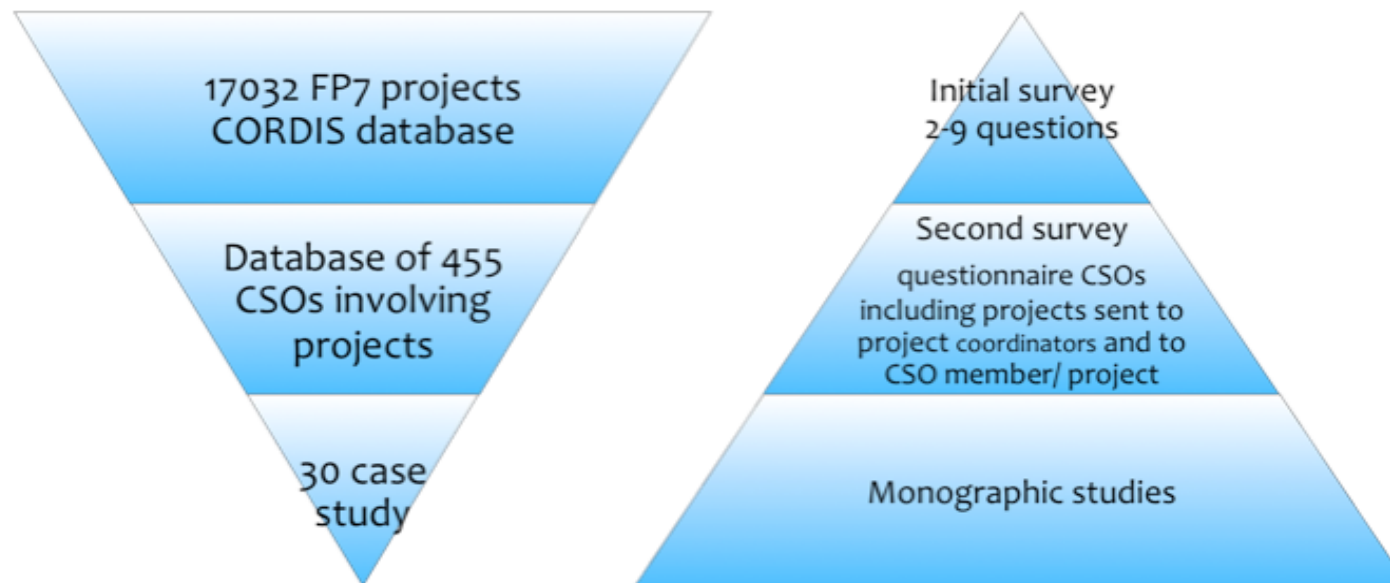 17032 FP7 projects
CORDIS database
Database of 455
CSOs involving
projects
30 case
study
Initial survey
2-9 questions
Second survey
questionnaire CSOs
including projects sent to
project coordinators and to
CSO member/ project
Monographic studies